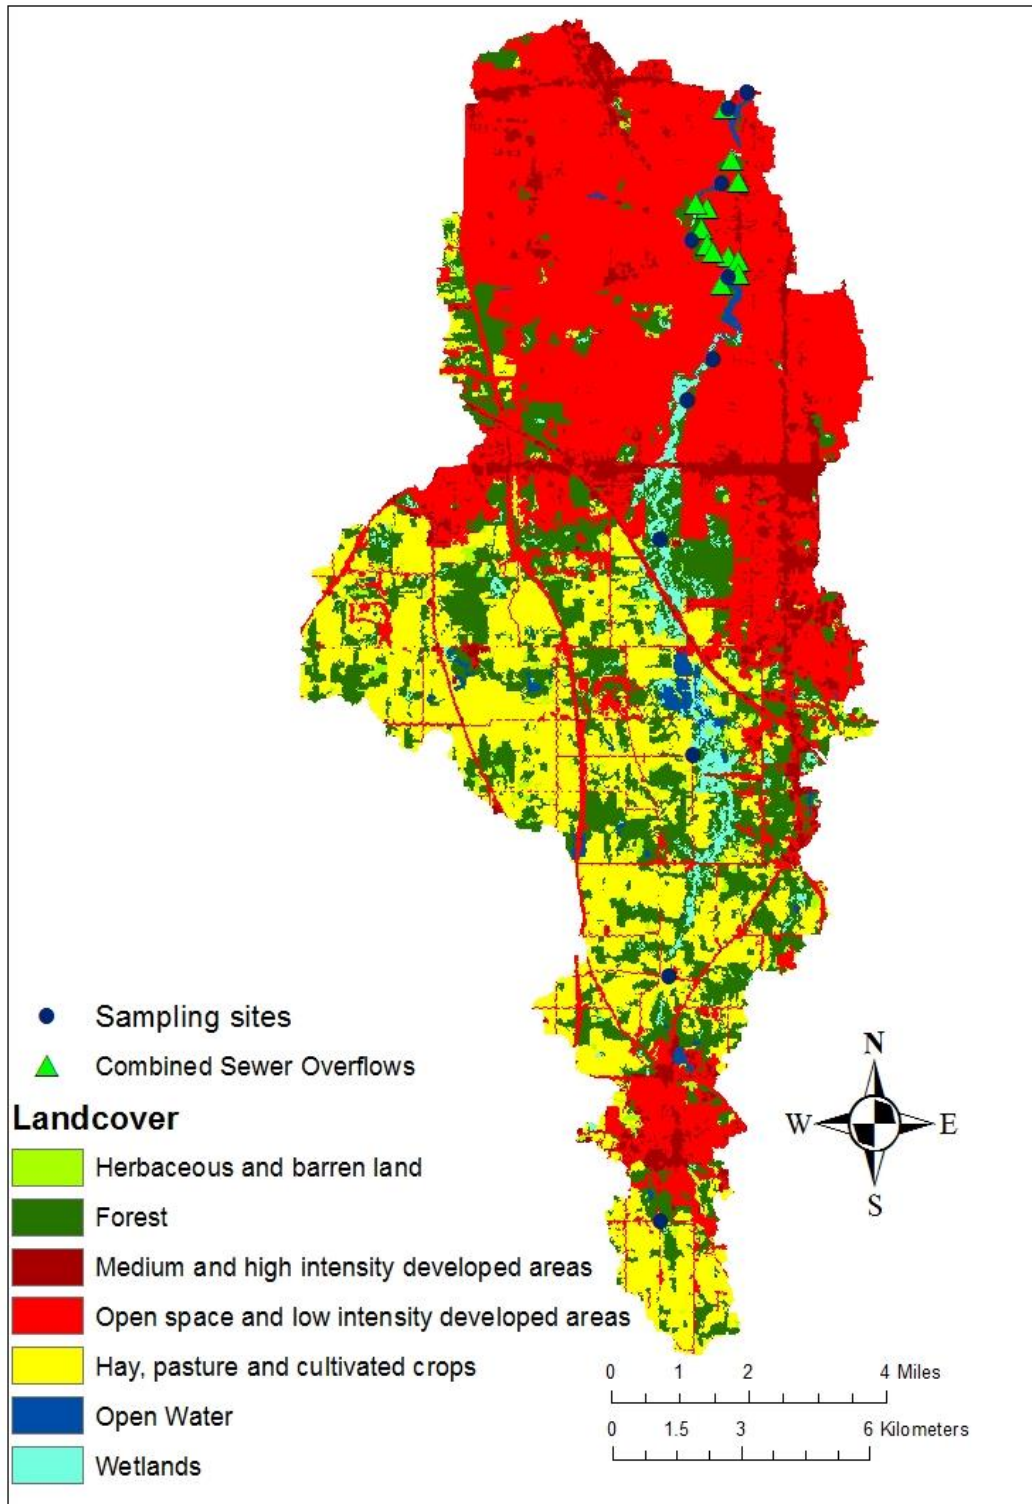 Sampling sites
Combined Sewer Overflows
Landcover
Herbaceous and barren land
Forest
Medium and high intensity developed areas
Open space and low intensity developed areas
Hay, pasture and cultivated crops
Open Water
Wetlands
N
W E
S
0 1 2 4 Miles
0 1.5 3 6 Kilometers